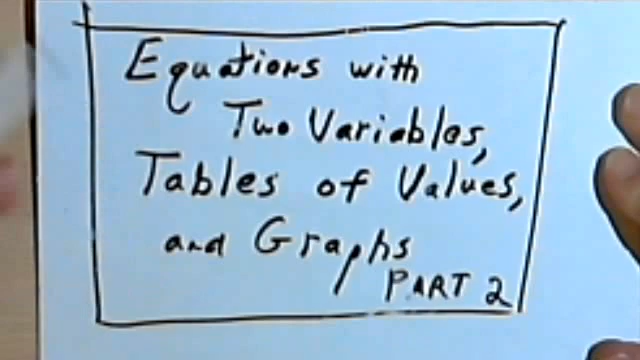 Equations with
Two Variables,
Tables of Values,
and Graphs
PART 2